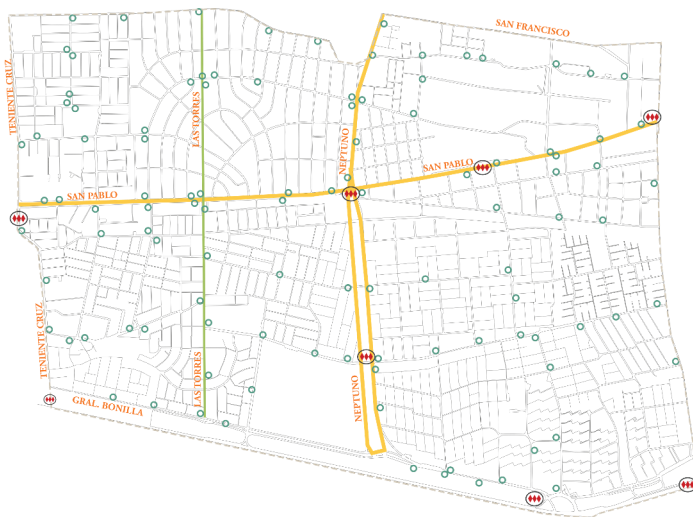 SAN FRANCISCO
TENIENTE CRUZ
LAS TORRES
NEPTUNO
SAN PABLO
SAN PABLO
TENIENTE CRUZ
LAS TORRES
NEPTUNO
GRAL. BONILLA